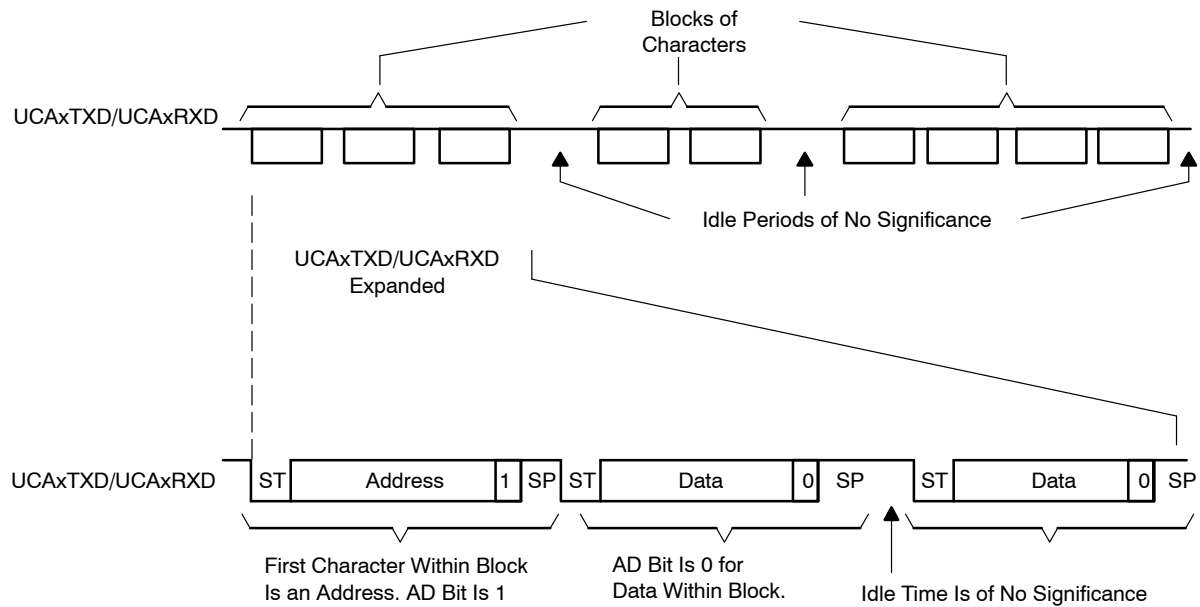 Blocks of
Characters
UCAxTXD/UCAxRXD
Idle Periods of No Significance
UCAxTXD/UCAxRXD
Expanded
UCAxTXD/UCAxRXD
ST Address 1 SP ST Data 0 SP ST Data 0 SP
First Character Within Block
Is an Address. AD Bit Is 1
AD Bit Is 0 for
Data Within Block.
Idle Time Is of No Significance